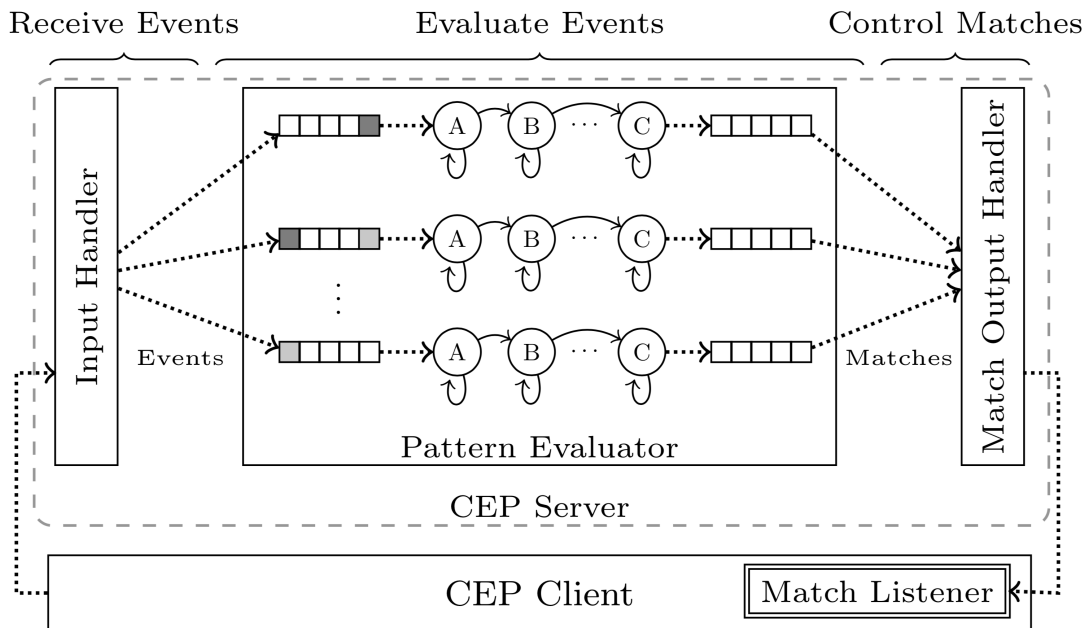 Receive Events
Evaluate Events
Control Matches
Input Handler
A B ··· C
A B ··· C
A B ··· C
Events
Matches
Match Output Handler
Pattern Evaluator
CEP Server
CEP Client
Match Listener